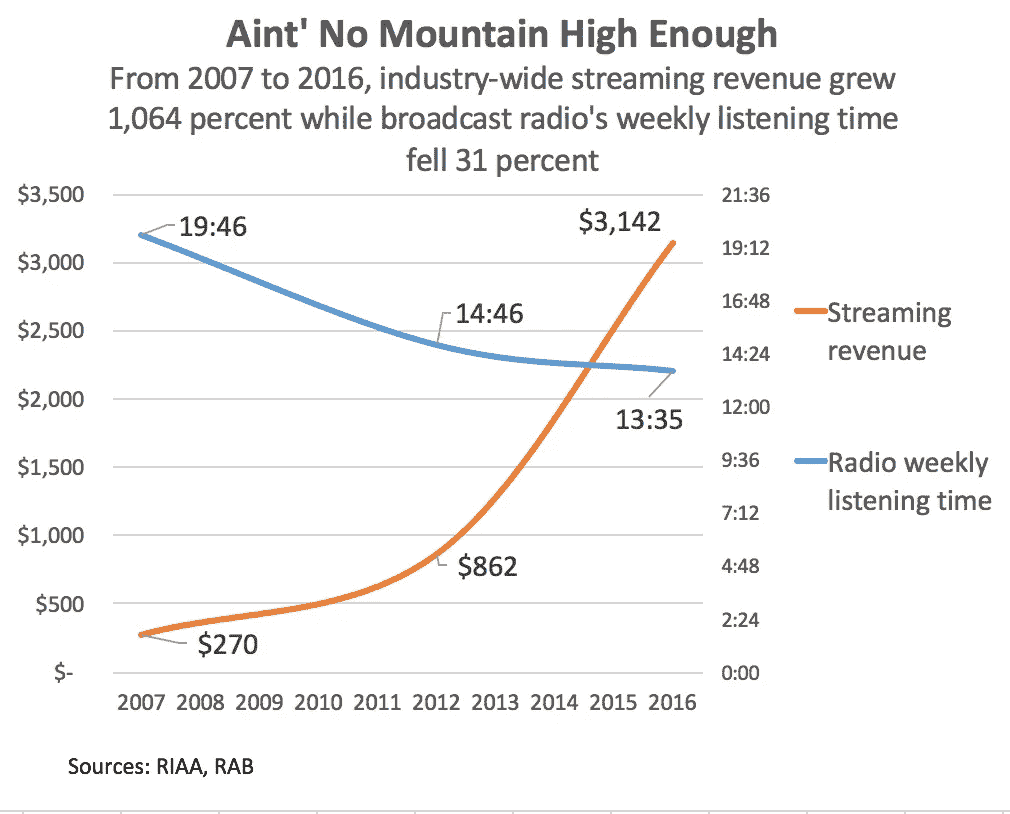 Aint' No Mountain High Enough
From 2007 to 2016, industry-wide streaming revenue grew
1,064 percent while broadcast radio's weekly listening time
fell 31 percent
$3,500
$3,000
$2,500
$2,000
$1,500
$1,000
$500
$-
19:46
14:46
13:35
$3,142
$862
$270
21:36
19:12
16:48
14:24
12:00
9:36
7:12
4:48
2:24
0:00
Streaming
revenue
Radio weekly
listening time
2007 2008 2009 2010 2011 2012 2013 2014 2015 2016
Sources: RIAA, RAB